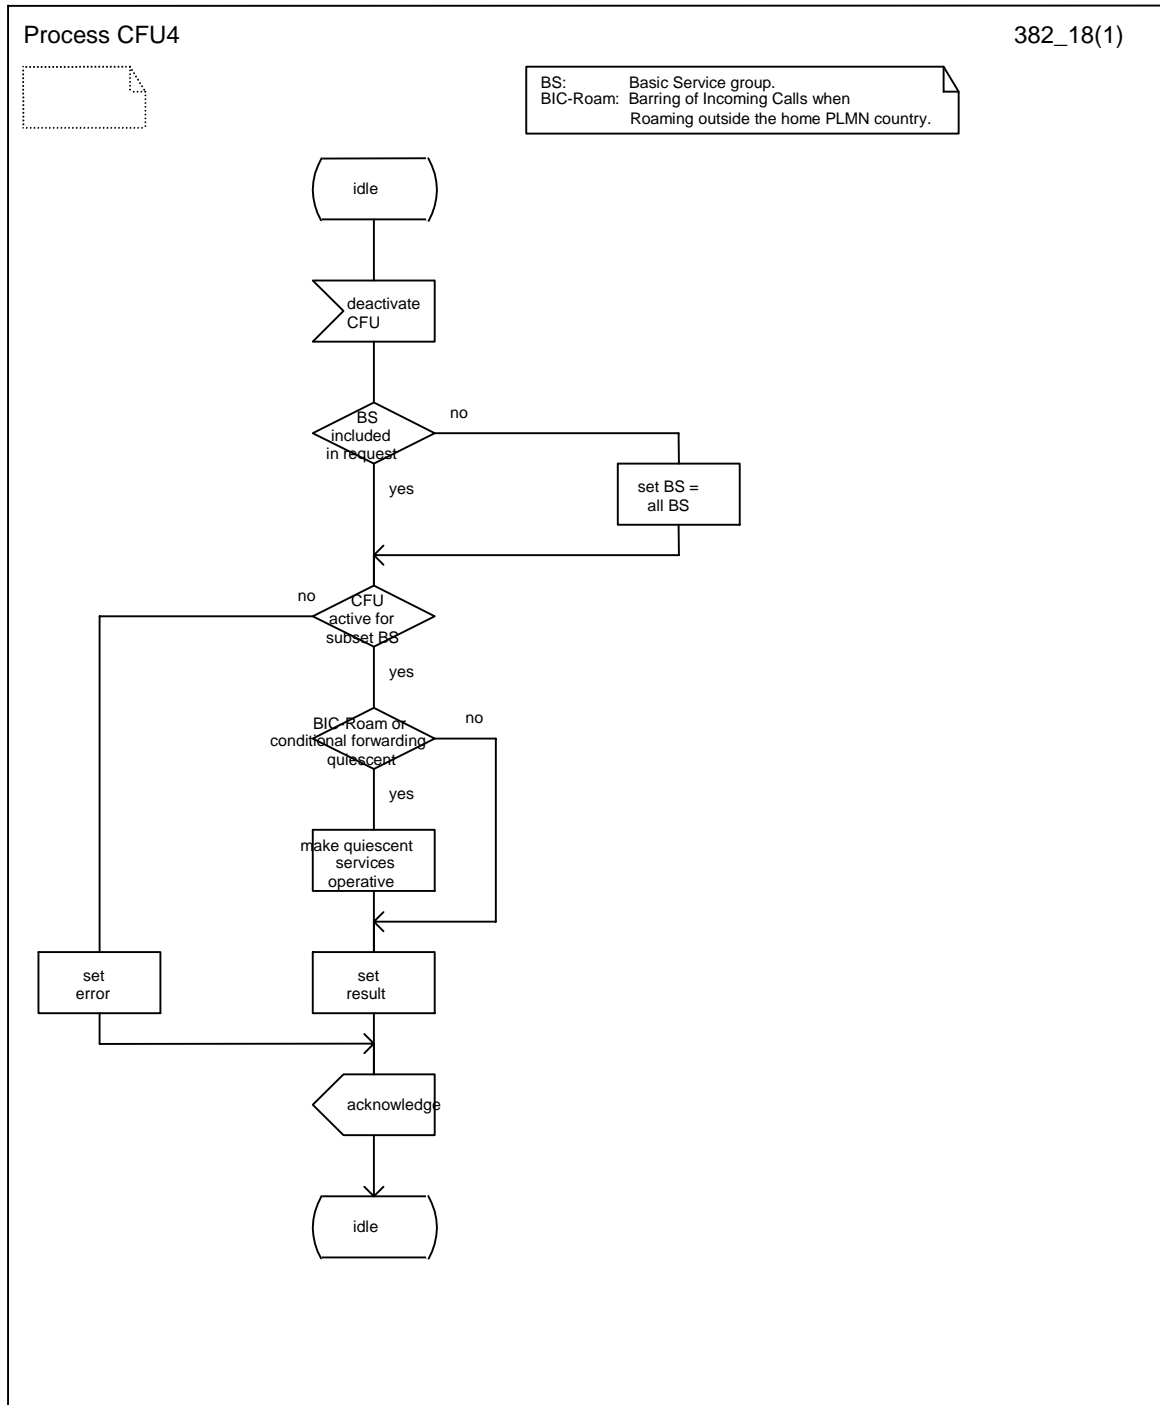 Process CFU4
382_18(1)
BS: Basic Service group.
BIC-Roam: Barring of Incoming Calls when
Roaming outside the home PLMN country.
idle
deactivate
CFU
BS
included
in request
no
yes
set BS =
all BS
no
CFU
active for
subset BS
yes
BIC-Roam or
conditional forwarding
quiescent
no
yes
make quiescent
services
operative
set
error
set
result
acknowledge
idle